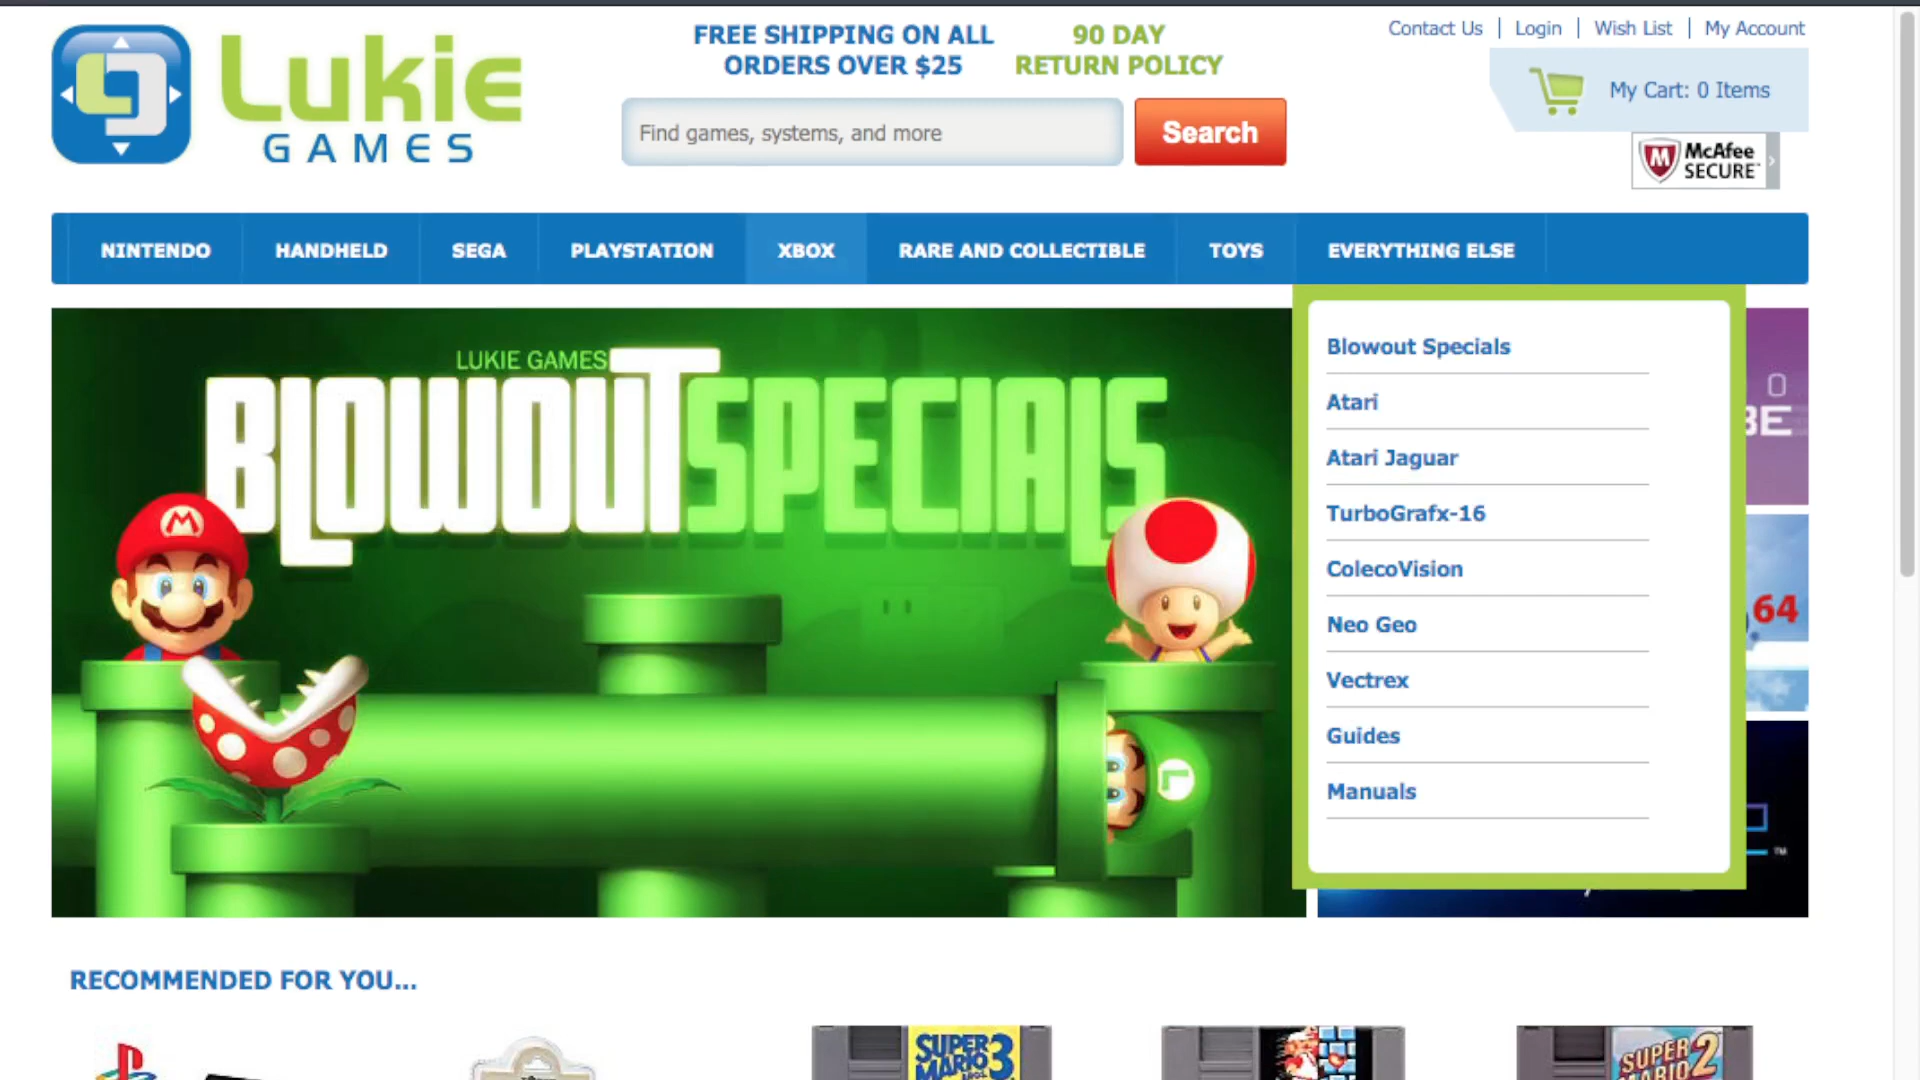 Lukie
GAMES
FREE SHIPPING ON ALL
ORDERS OVER $25
90 DAY
RETURN POLICY
Contact Us
Login
Wish List
My Account
Find games, systems, and more
Search
My Cart: 0 Items
McAfee
SECURE
NINTENDO
HANDHELD
SEGA
PLAYSTATION
XBOX
RARE AND COLLECTIBLE
TOYS
EVERYTHING ELSE
LUKIE GAMES
BLOWOUT SPECIALS
M
L
Blowout Specials
Atari
Atari Jaguar
TurboGrafx-16
ColecoVision
Neo Geo
Vectrex
Guides
Manuals
BE
64
TM
RECOMMENDED FOR YOU...
SUPER
MARIO
BROS.
3
SUPER
MARIO
2